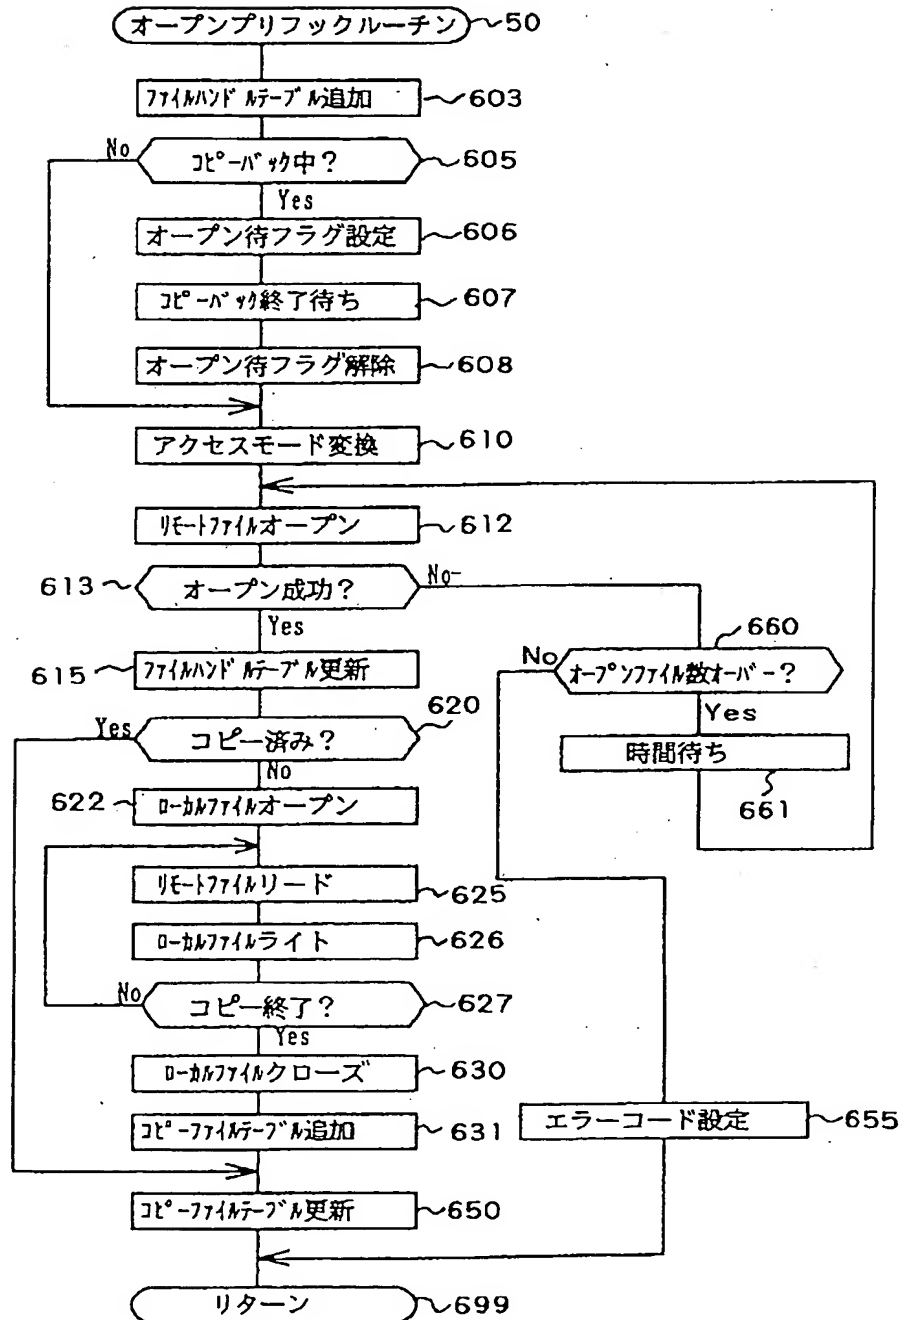 オープンプリフックルーチン 50
ファイルハンドルテーブル追加 603
コピーバック中？ 605
No
Yes
オープン待フラグ設定 606
コピーバック終了待ち 607
オープン待フラグ解除 608
アクセスモード変換 610
リモートファイルオープン 612
613 オープン成功？
No
Yes
615 ファイルハンドルテーブル更新
660
オープンファイル数オーバー？
No
Yes
時間待ち
661
620
コピー済み？
Yes
No
622 ローカルファイルオープン
リモートファイルリード 625
ローカルファイルライト 626
コピー終了？ 627
No
Yes
ローカルファイルクローズ 630
コピーファイルテーブル追加 631
エラーコード設定 655
コピーファイルテーブル更新 650
リターン 699